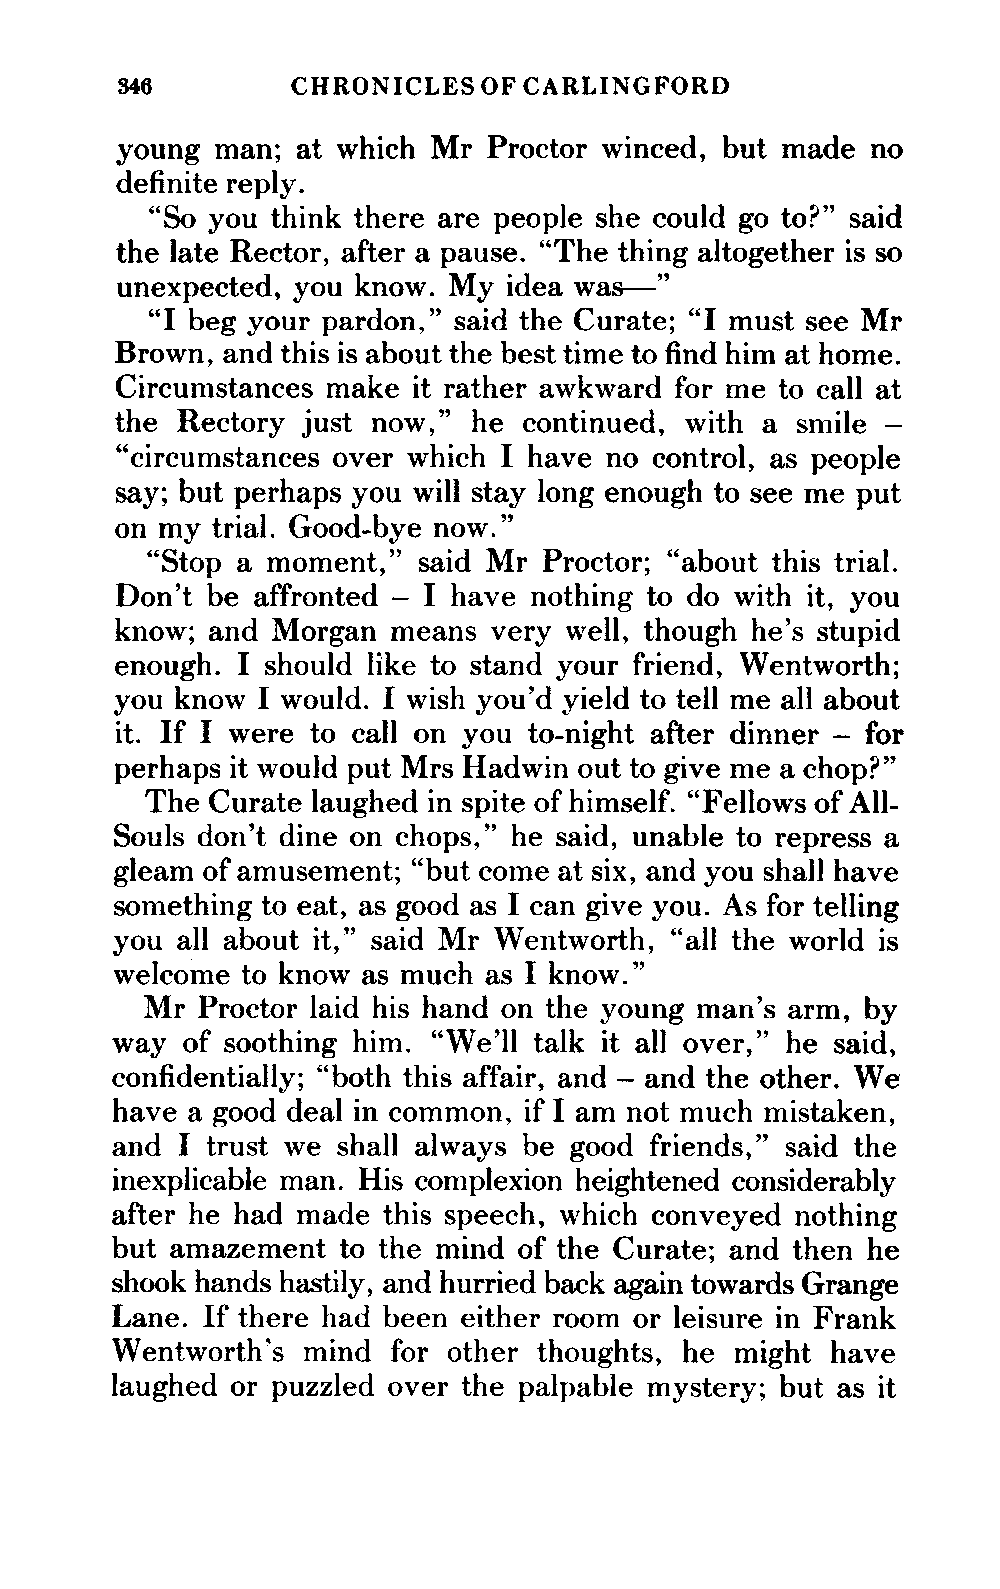 346 CHRONICLES OF CARLINGFORD
young man; at which Mr Proctor winced, but made no
definite reply.
“So you think there are people she could go to?” said
the late Rector, after a pause. “The thing altogether is so
unexpected, you know. My idea was—”
“I beg your pardon,” said the Curate; “I must see Mr
Brown, and this is about the best time to find him at home.
Circumstances make it rather awkward for me to call at
the Rectory just now,” he continued, with a smile –
“circumstances over which I have no control, as people
say; but perhaps you will stay long enough to see me put
on my trial. Good-bye now.”
“Stop a moment,” said Mr Proctor; “about this trial.
Don’t be affronted – I have nothing to do with it, you
know; and Morgan means very well, though he’s stupid
enough. I should like to stand your friend, Wentworth;
you know I would. I wish you’d yield to tell me all about
it. If I were to call on you to-night after dinner – for
perhaps it would put Mrs Hadwin out to give me a chop?”
The Curate laughed in spite of himself. “Fellows of All-
Souls don’t dine on chops,” he said, unable to repress a
gleam of amusement; “but come at six, and you shall have
something to eat, as good as I can give you. As for telling
you all about it,” said Mr Wentworth, “all the world is
welcome to know as much as I know.”
Mr Proctor laid his hand on the young man’s arm, by
way of soothing him. “We’ll talk it all over,” he said,
confidentially; “both this affair, and – and the other. We
have a good deal in common, if I am not much mistaken,
and I trust we shall always be good friends,” said the
inexplicable man. His complexion heightened considerably
after he had made this speech, which conveyed nothing
but amazement to the mind of the Curate; and then he
shook hands hastily, and hurried back again towards Grange
Lane. If there had been either room or leisure in Frank
Wentworth’s mind for other thoughts, he might have
laughed or puzzled over the palpable mystery; but as it